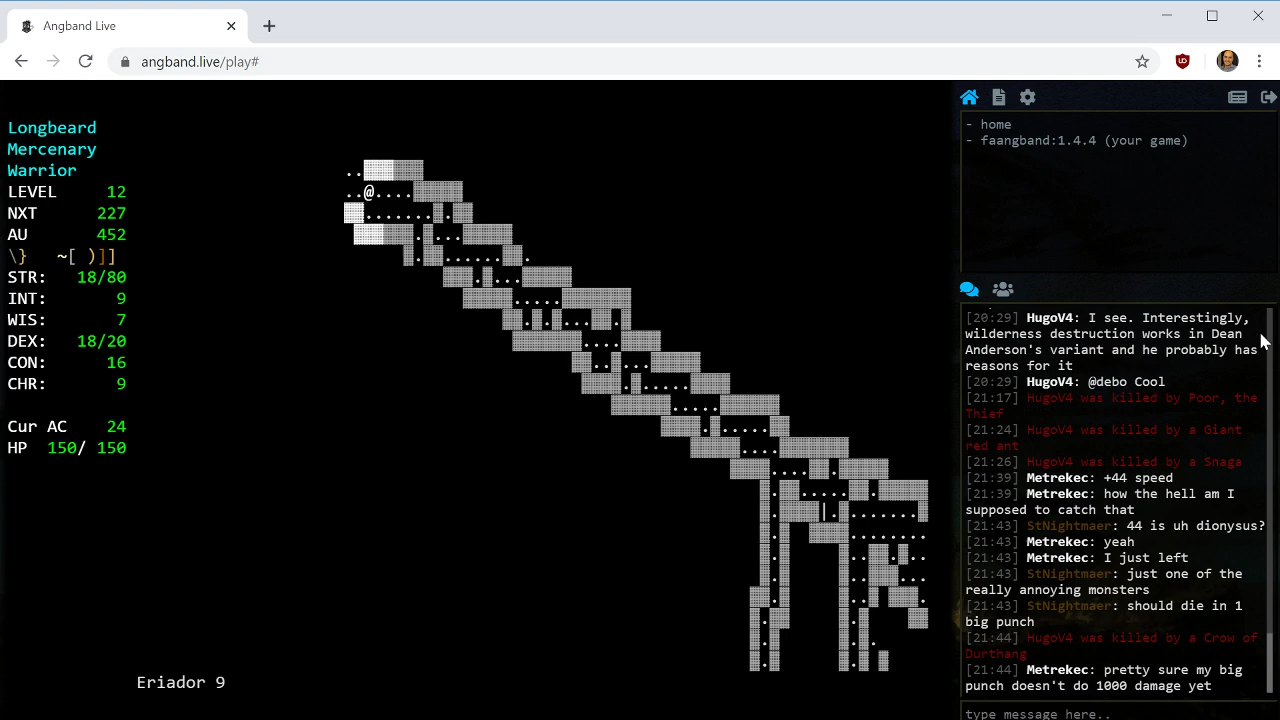 Angband Live
angband.live/play#
Longbeard
Mercenary
Warrior
LEVEL 12
NXT 227
AU 452
\} ~[ )]]
STR: 18/80
INT: 9
WIS: 7
DEX: 18/20
CON: 16
CHR: 9
Cur AC 24
HP 150/ 150
@
|
Eriador 9
- home
- faangband:1.4.4 (your game)
[20:29] HugoV4: I see. Interestingly,
wilderness destruction works in Dean
Anderson's variant and he probably has
reasons for it
[20:29] HugoV4: @debo Cool
[21:17] HugoV4 was killed by Poor, the
Thief
[21:24] HugoV4 was killed by a Giant
red ant
[21:26] HugoV4 was killed by a Snaga
[21:39] Metrekec: +44 speed
[21:39] Metrekec: how the hell am I
supposed to catch that
[21:43] StNightmaer: 44 is uh dionysus?
[21:43] Metrekec: yeah
[21:43] Metrekec: I just left
[21:43] StNightmaer: just one of the
really annoying monsters
[21:43] StNightmaer: should die in 1
big punch
[21:44] HugoV4 was killed by a Crow of
Durthang
[21:44] Metrekec: pretty sure my big
punch doesn't do 1000 damage yet
type message here..